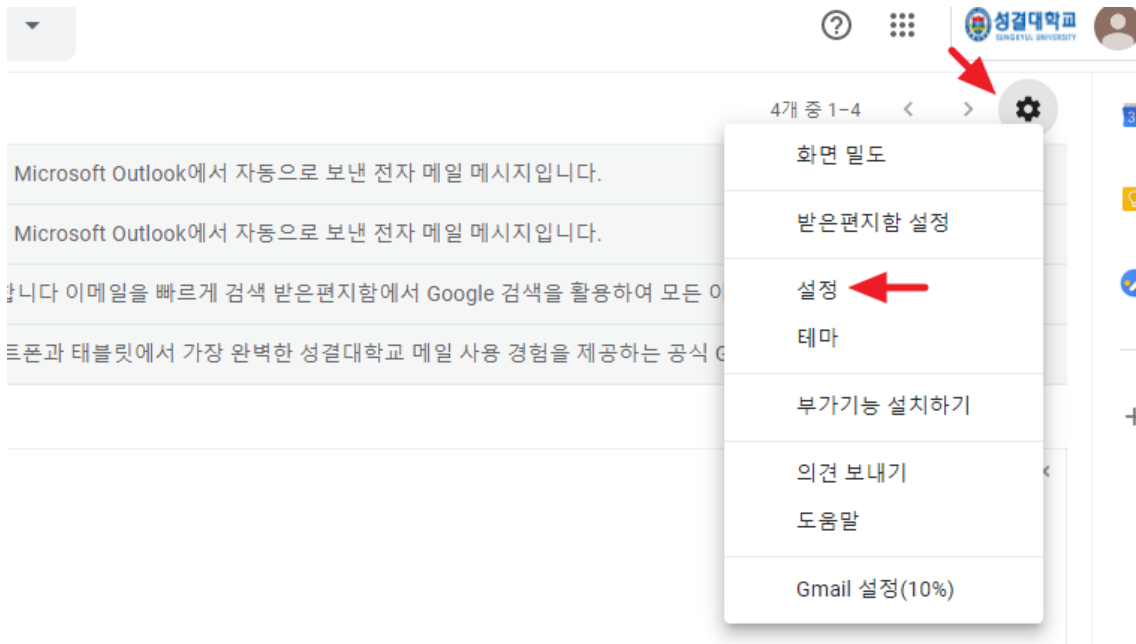 성결대학교
SUNGKYUL UNIVERSITY
4개 중 1–4
화면 밀도
Microsoft Outlook에서 자동으로 보낸 전자 메일 메시지입니다.
받은편지함 설정
Microsoft Outlook에서 자동으로 보낸 전자 메일 메시지입니다.
설정
이메일을 빠르게 검색 받은편지함에서 Google 검색을 활용하여 모든
테마
태블릿에서 가장 완벽한 성결대학교 메일 사용 경험을 제공하는 공식
부가기능 설치하기
의견 보내기
도움말
Gmail 설정(10%)